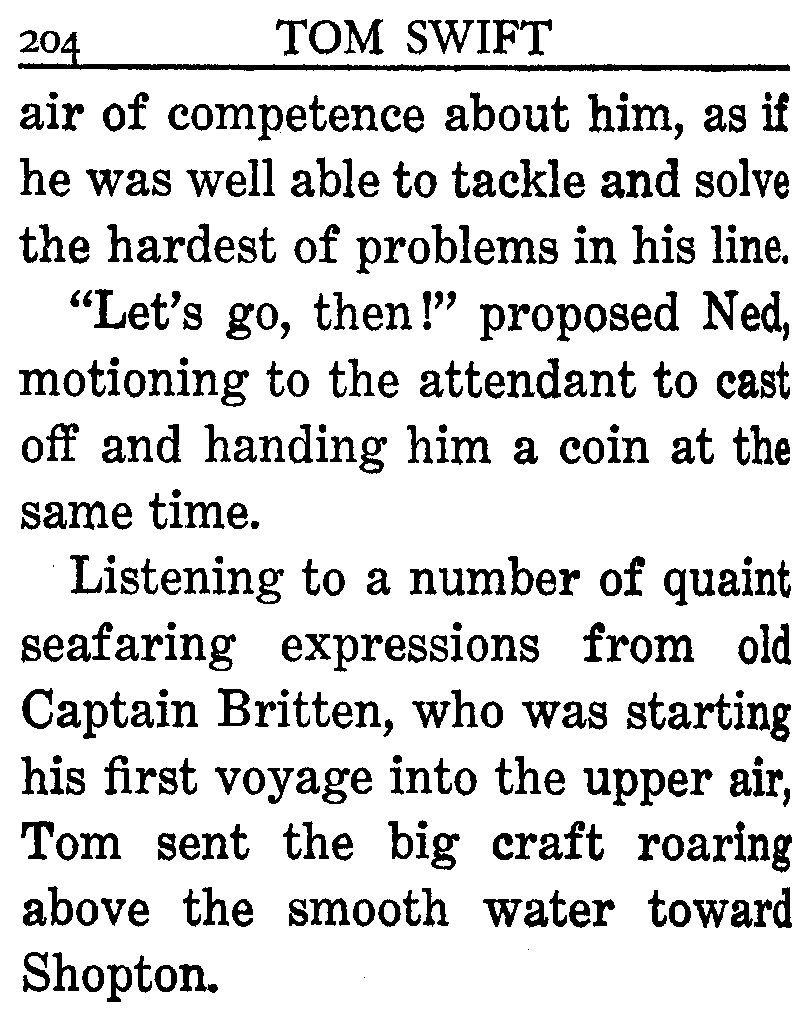 204 TOM SWIFT
air of competence about him, as if
he was well able to tackle and solve
the hardest of problems in his line.
“Let’s go, then!” proposed Ned,
motioning to the attendant to cast
off and handing him a coin at the
same time.
Listening to a number of quaint
seafaring expressions from old
Captain Britten, who was starting
his first voyage into the upper air,
Tom sent the big craft roaring
above the smooth water toward
Shopton.